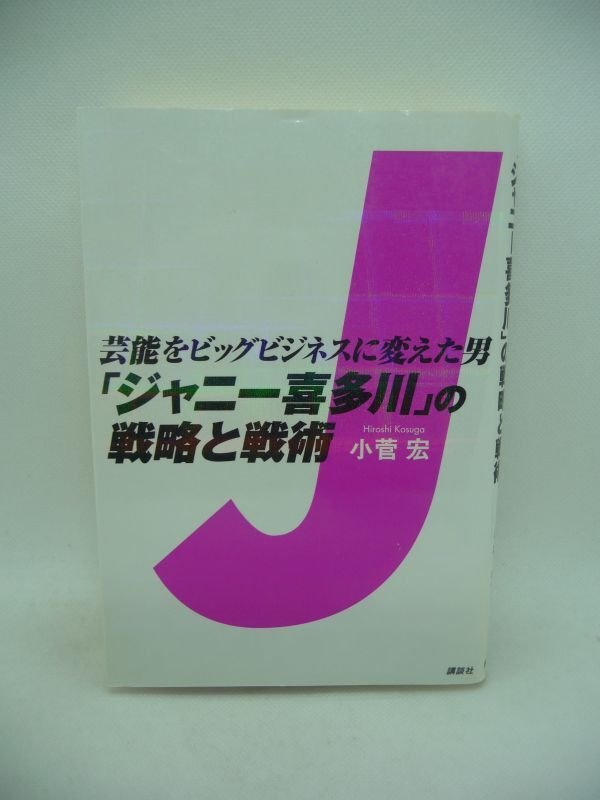 J
芸能をビッグビジネスに変えた男
「ジャニー喜多川」の
戦略と戦術
Hiroshi Kosuga
小菅 宏
講談社